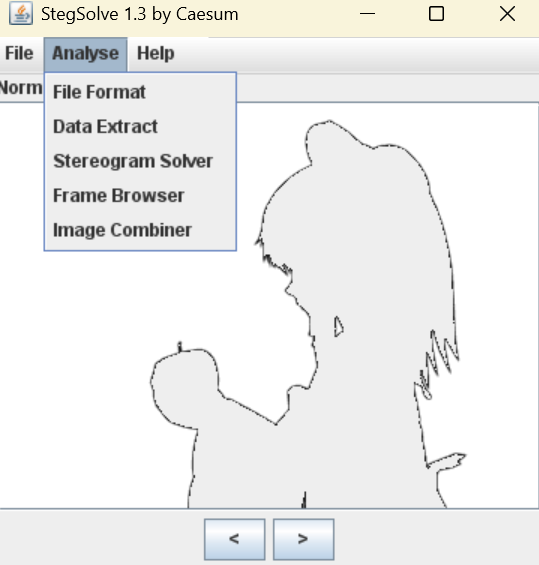 StegSolve 1.3 by Caesum
File Analyse Help
Norm
File Format
Data Extract
Stereogram Solver
Frame Browser
Image Combiner
< >